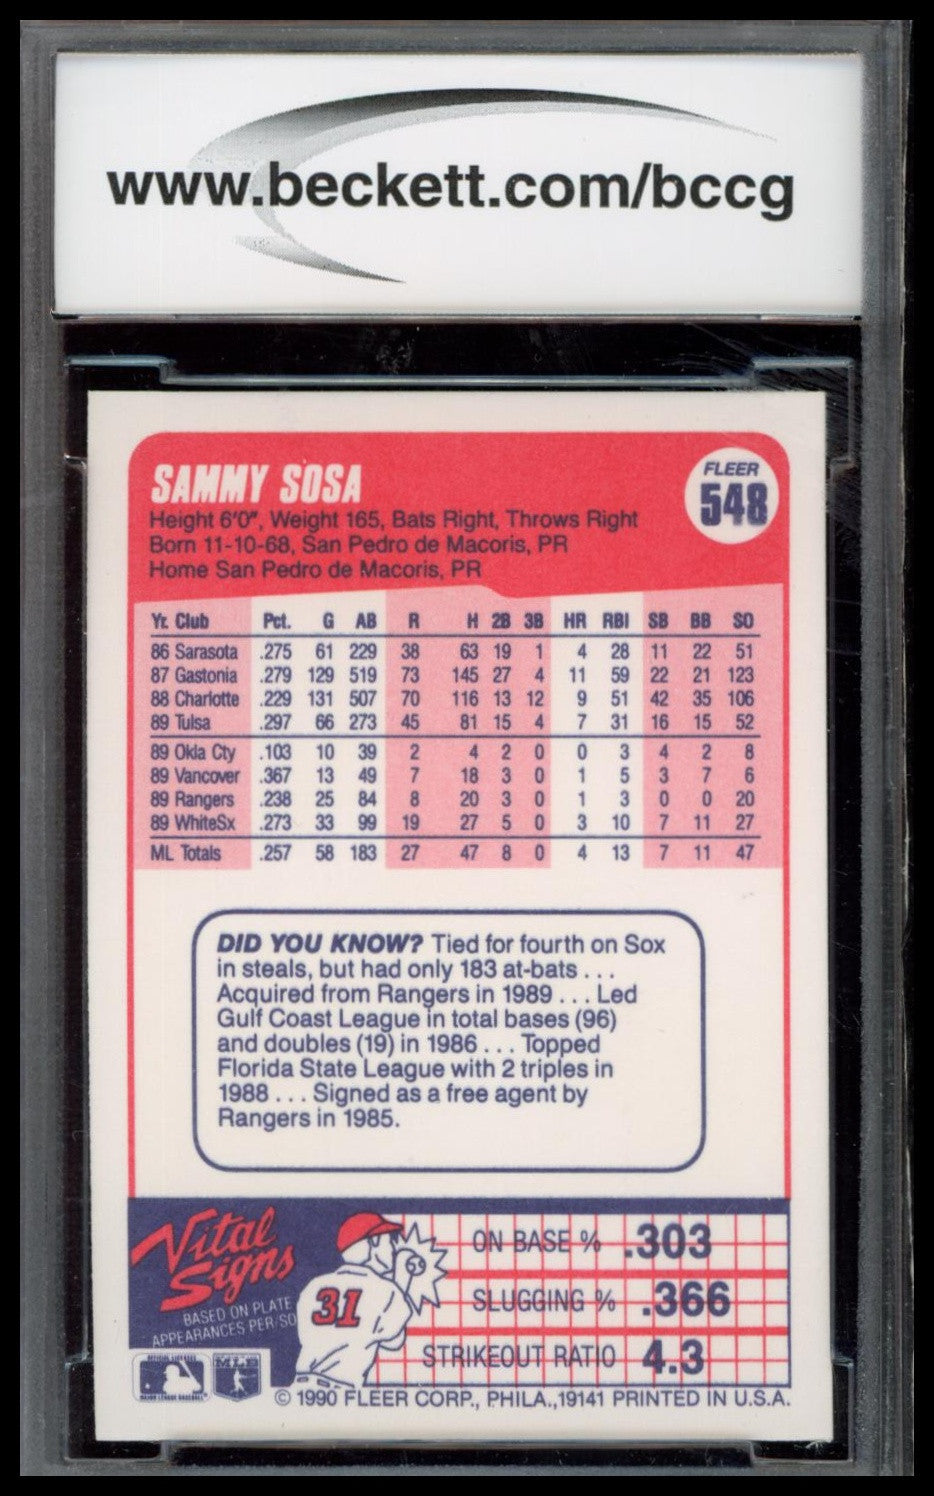 www.beckett.com/bccg
SAMMY SOSA
FLEER
548
Height 6'0", Weight 165, Bats Right, Throws Right
Born 11-10-68, San Pedro de Macoris, PR
Home San Pedro de Macoris, PR
Yr. Club Pct. G AB R H 2B 3B HR RBI SB BB SO
86 Sarasota .275 61 229 38 63 19 1 4 28 11 22 51
87 Gastonia .279 129 519 73 145 27 4 11 59 22 21 123
88 Charlotte .229 131 507 70 116 13 12 9 51 42 35 106
89 Tulsa .297 66 273 45 81 15 4 7 31 16 15 52
89 Okla Cty .103 10 39 2 4 2 0 0 3 4 2 8
89 Vancover .367 13 49 7 18 3 0 1 5 3 7 6
89 Rangers .238 25 84 8 20 3 0 1 3 0 0 20
89 WhiteSx .273 33 99 19 27 5 0 3 10 7 11 27
ML Totals .257 58 183 27 47 8 0 4 13 7 11 47
DID YOU KNOW? Tied for fourth on Sox
in steals, but had only 183 at-bats . . .
Acquired from Rangers in 1989 . . . Led
Gulf Coast League in total bases (96)
and doubles (19) in 1986 . . . Topped
Florida State League with 2 triples in
1988 . . . Signed as a free agent by
Rangers in 1985.
Vital
Signs
BASED ON PLATE
APPEARANCES PER/SO
31
ON BASE % .303
SLUGGING % .366
STRIKEOUT RATIO 4.3
MAJOR LEAGUE BASEBALL
MLB
© 1990 FLEER CORP., PHILA.,19141 PRINTED IN U.S.A.